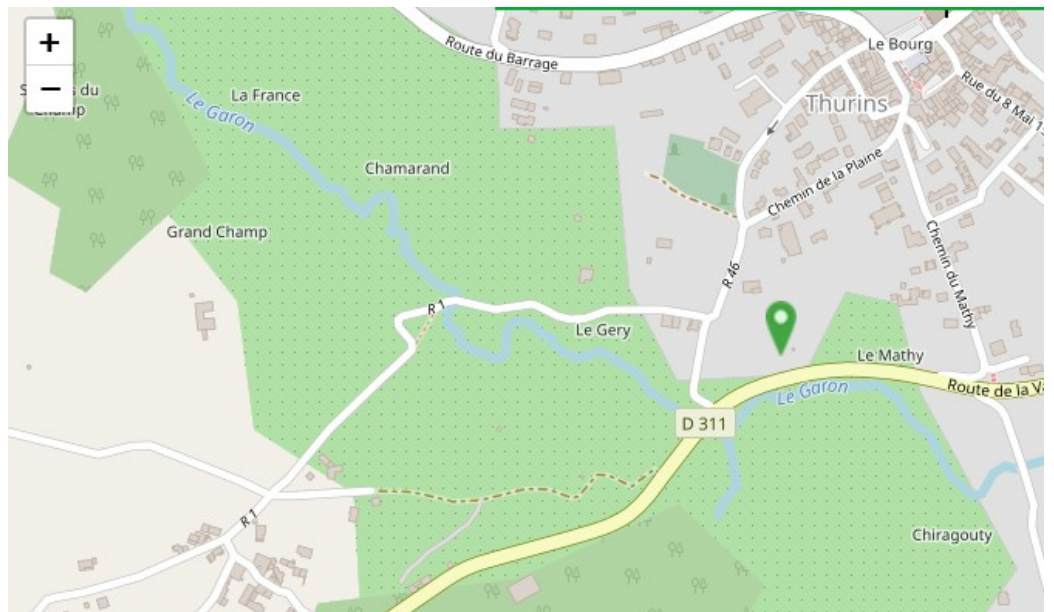 +
−
Route du Barrage
Le Bourg
La France
Le Garon
Champ
Thurins
Rue du 8 Mai 1
Chamarand
Chemin de la Plaine
Grand Champ
Chemin du Mathy
R 46
R 1
Le Gery
Le Mathy
Le Garon
Route de la Va
D 311
R 1
Chiragouty